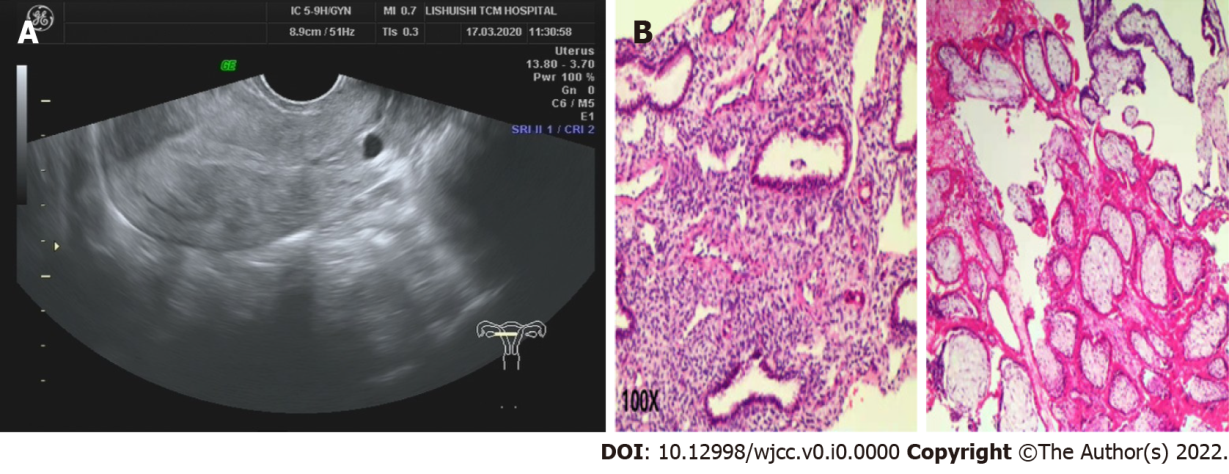 A
IC 5-9H/GYN MI 0.7 LISHUISHI TCM HOSPITAL
8.9cm / 51Hz TIs 0.3 17.03.2020 11:30:58
Uterus
13.80 - 3.70
Pwr 100 %
Gn 0
C6 / M5
E1
SRI II 1 / CRI 2
B
100X
DOI: 10.12998/wjcc.v0.i0.0000 Copyright ©The Author(s) 2022.